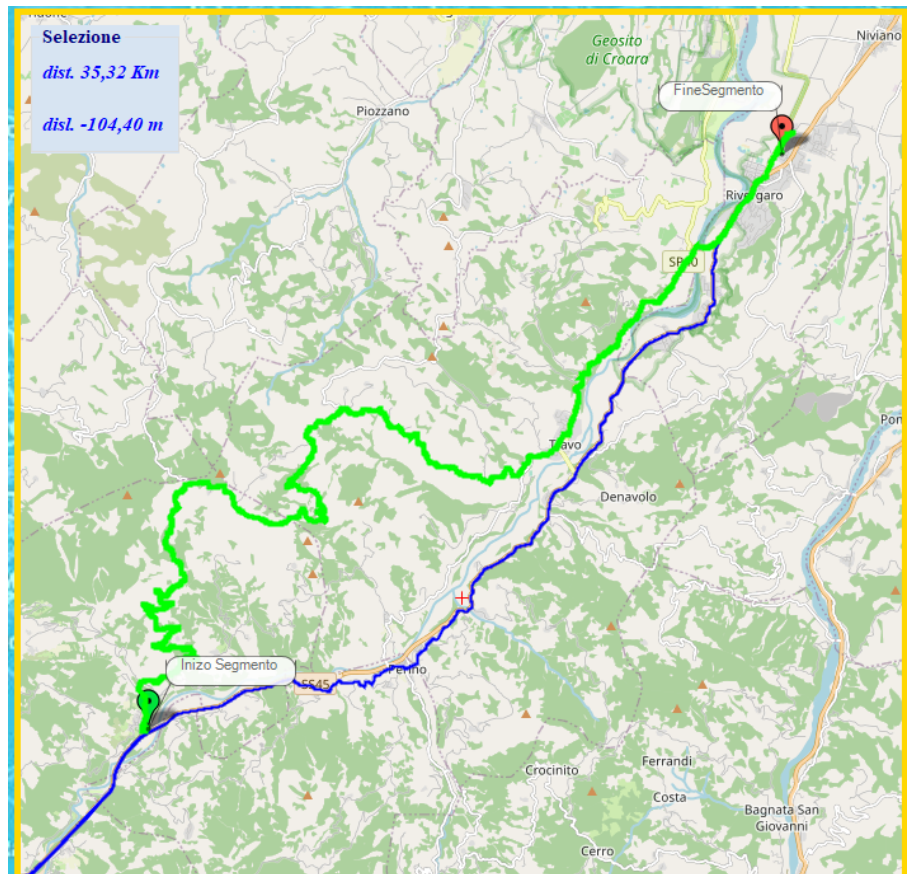 Selezione
dist. 35,32 Km
disl. -104,40 m
Niviano
Geosito
di Croara
FineSegmento
Piozzano
Rivergaro
SP40
Travo
Denavolo
Inizo Segmento
Perino
SS45
Crocinito
Ferrandi
Costa
Bagnata San
Giovanni
Cerro